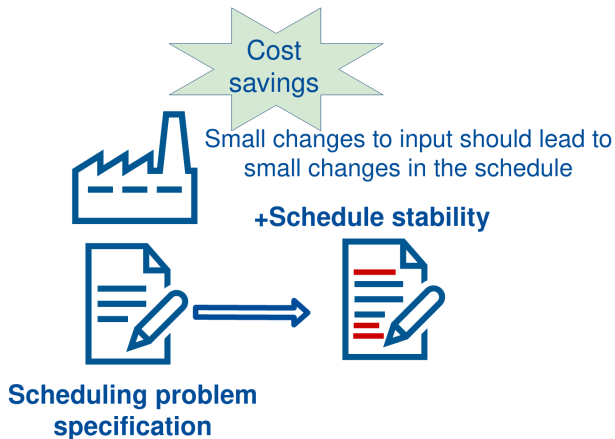 Cost
savings
Small changes to input should lead to
small changes in the schedule
+Schedule stability
Scheduling problem
specification